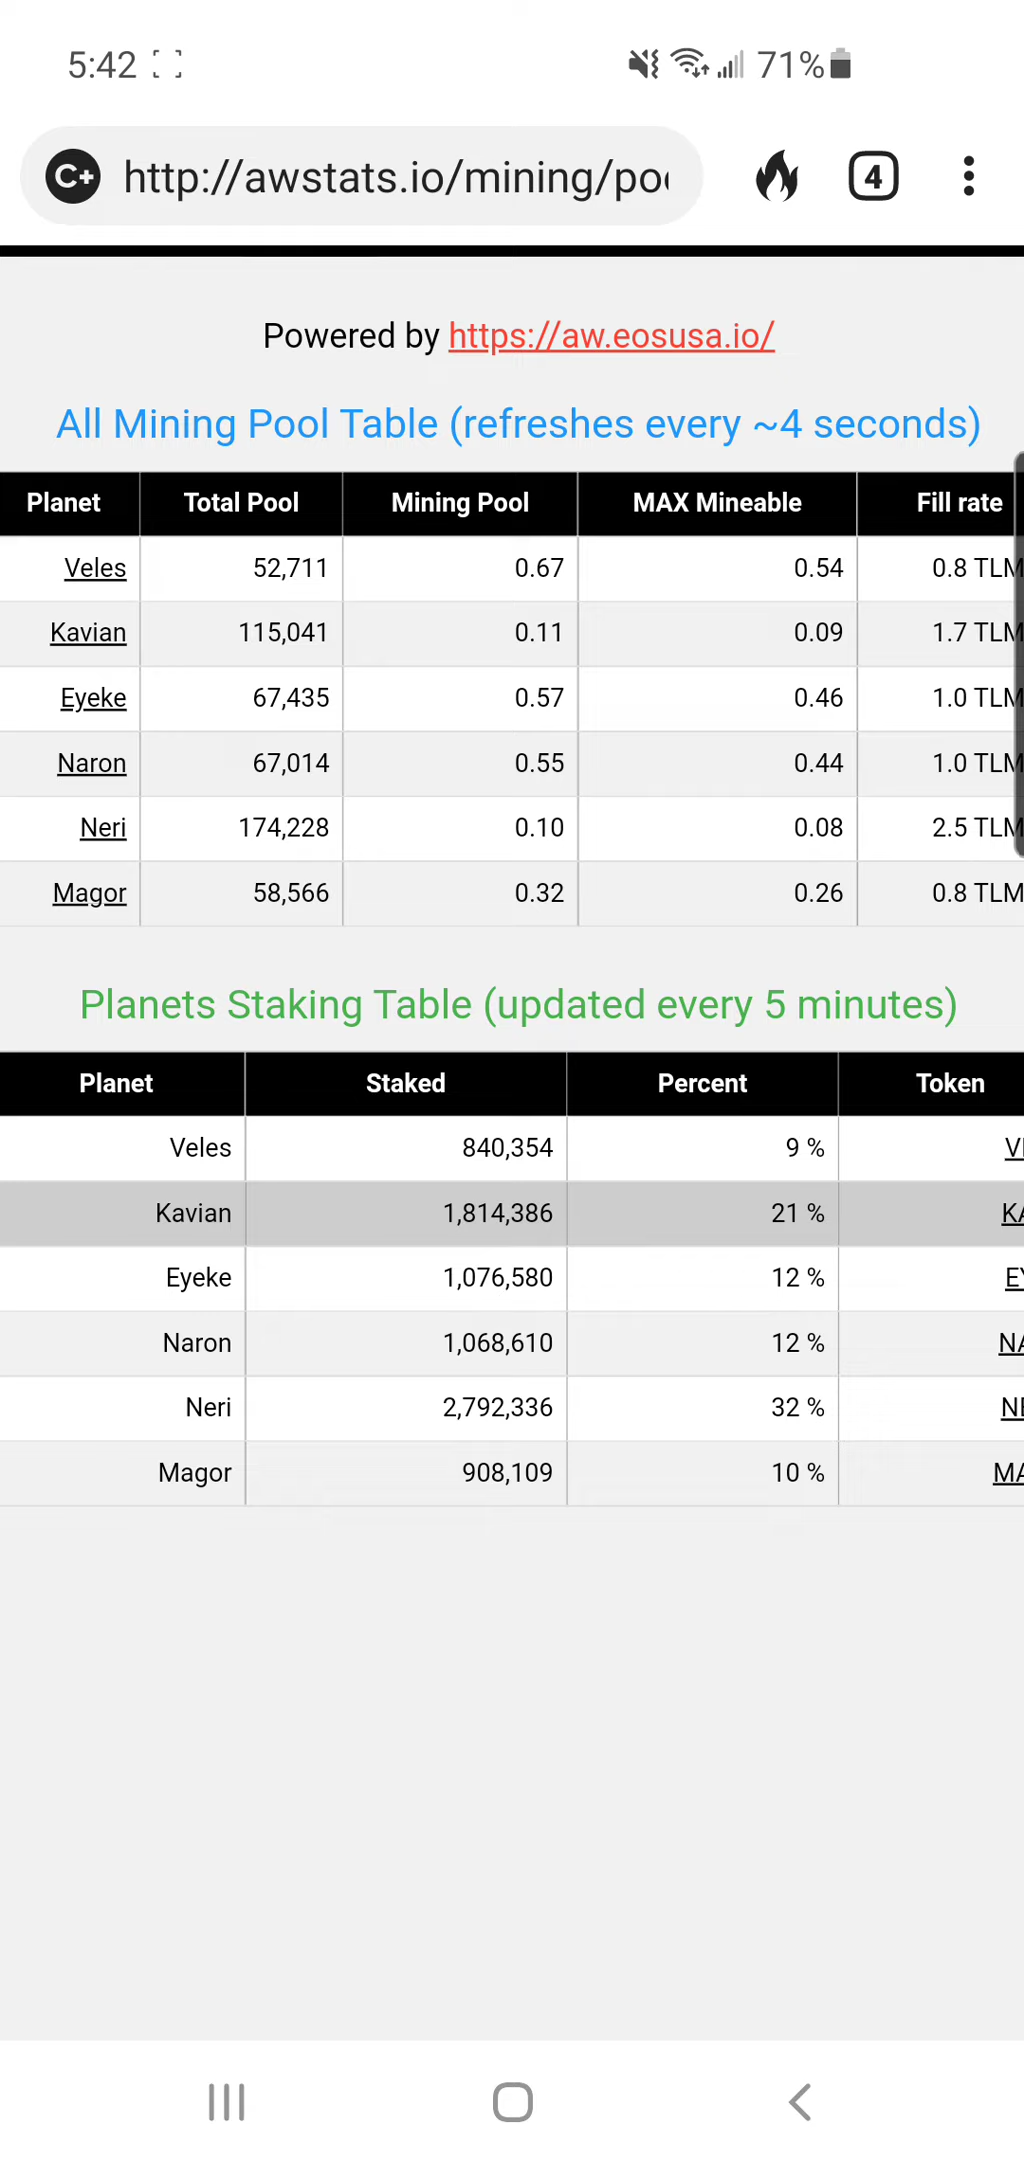 5:42 71%
C+ http://awstats.io/mining/poo 4
Powered by https://aw.eosusa.io/
All Mining Pool Table (refreshes every ~4 seconds)
Planet Total Pool Mining Pool MAX Mineable Fill rate
Veles 52,711 0.67 0.54 0.8 TLM
Kavian 115,041 0.11 0.09 1.7 TLM
Eyeke 67,435 0.57 0.46 1.0 TLM
Naron 67,014 0.55 0.44 1.0 TLM
Neri 174,228 0.10 0.08 2.5 TLM
Magor 58,566 0.32 0.26 0.8 TLM
Planets Staking Table (updated every 5 minutes)
Planet Staked Percent Token
Veles 840,354 9 %
Kavian 1,814,386 21 % KA
Eyeke 1,076,580 12 % EY
Naron 1,068,610 12 % NA
Neri 2,792,336 32 % NE
Magor 908,109 10 % MA